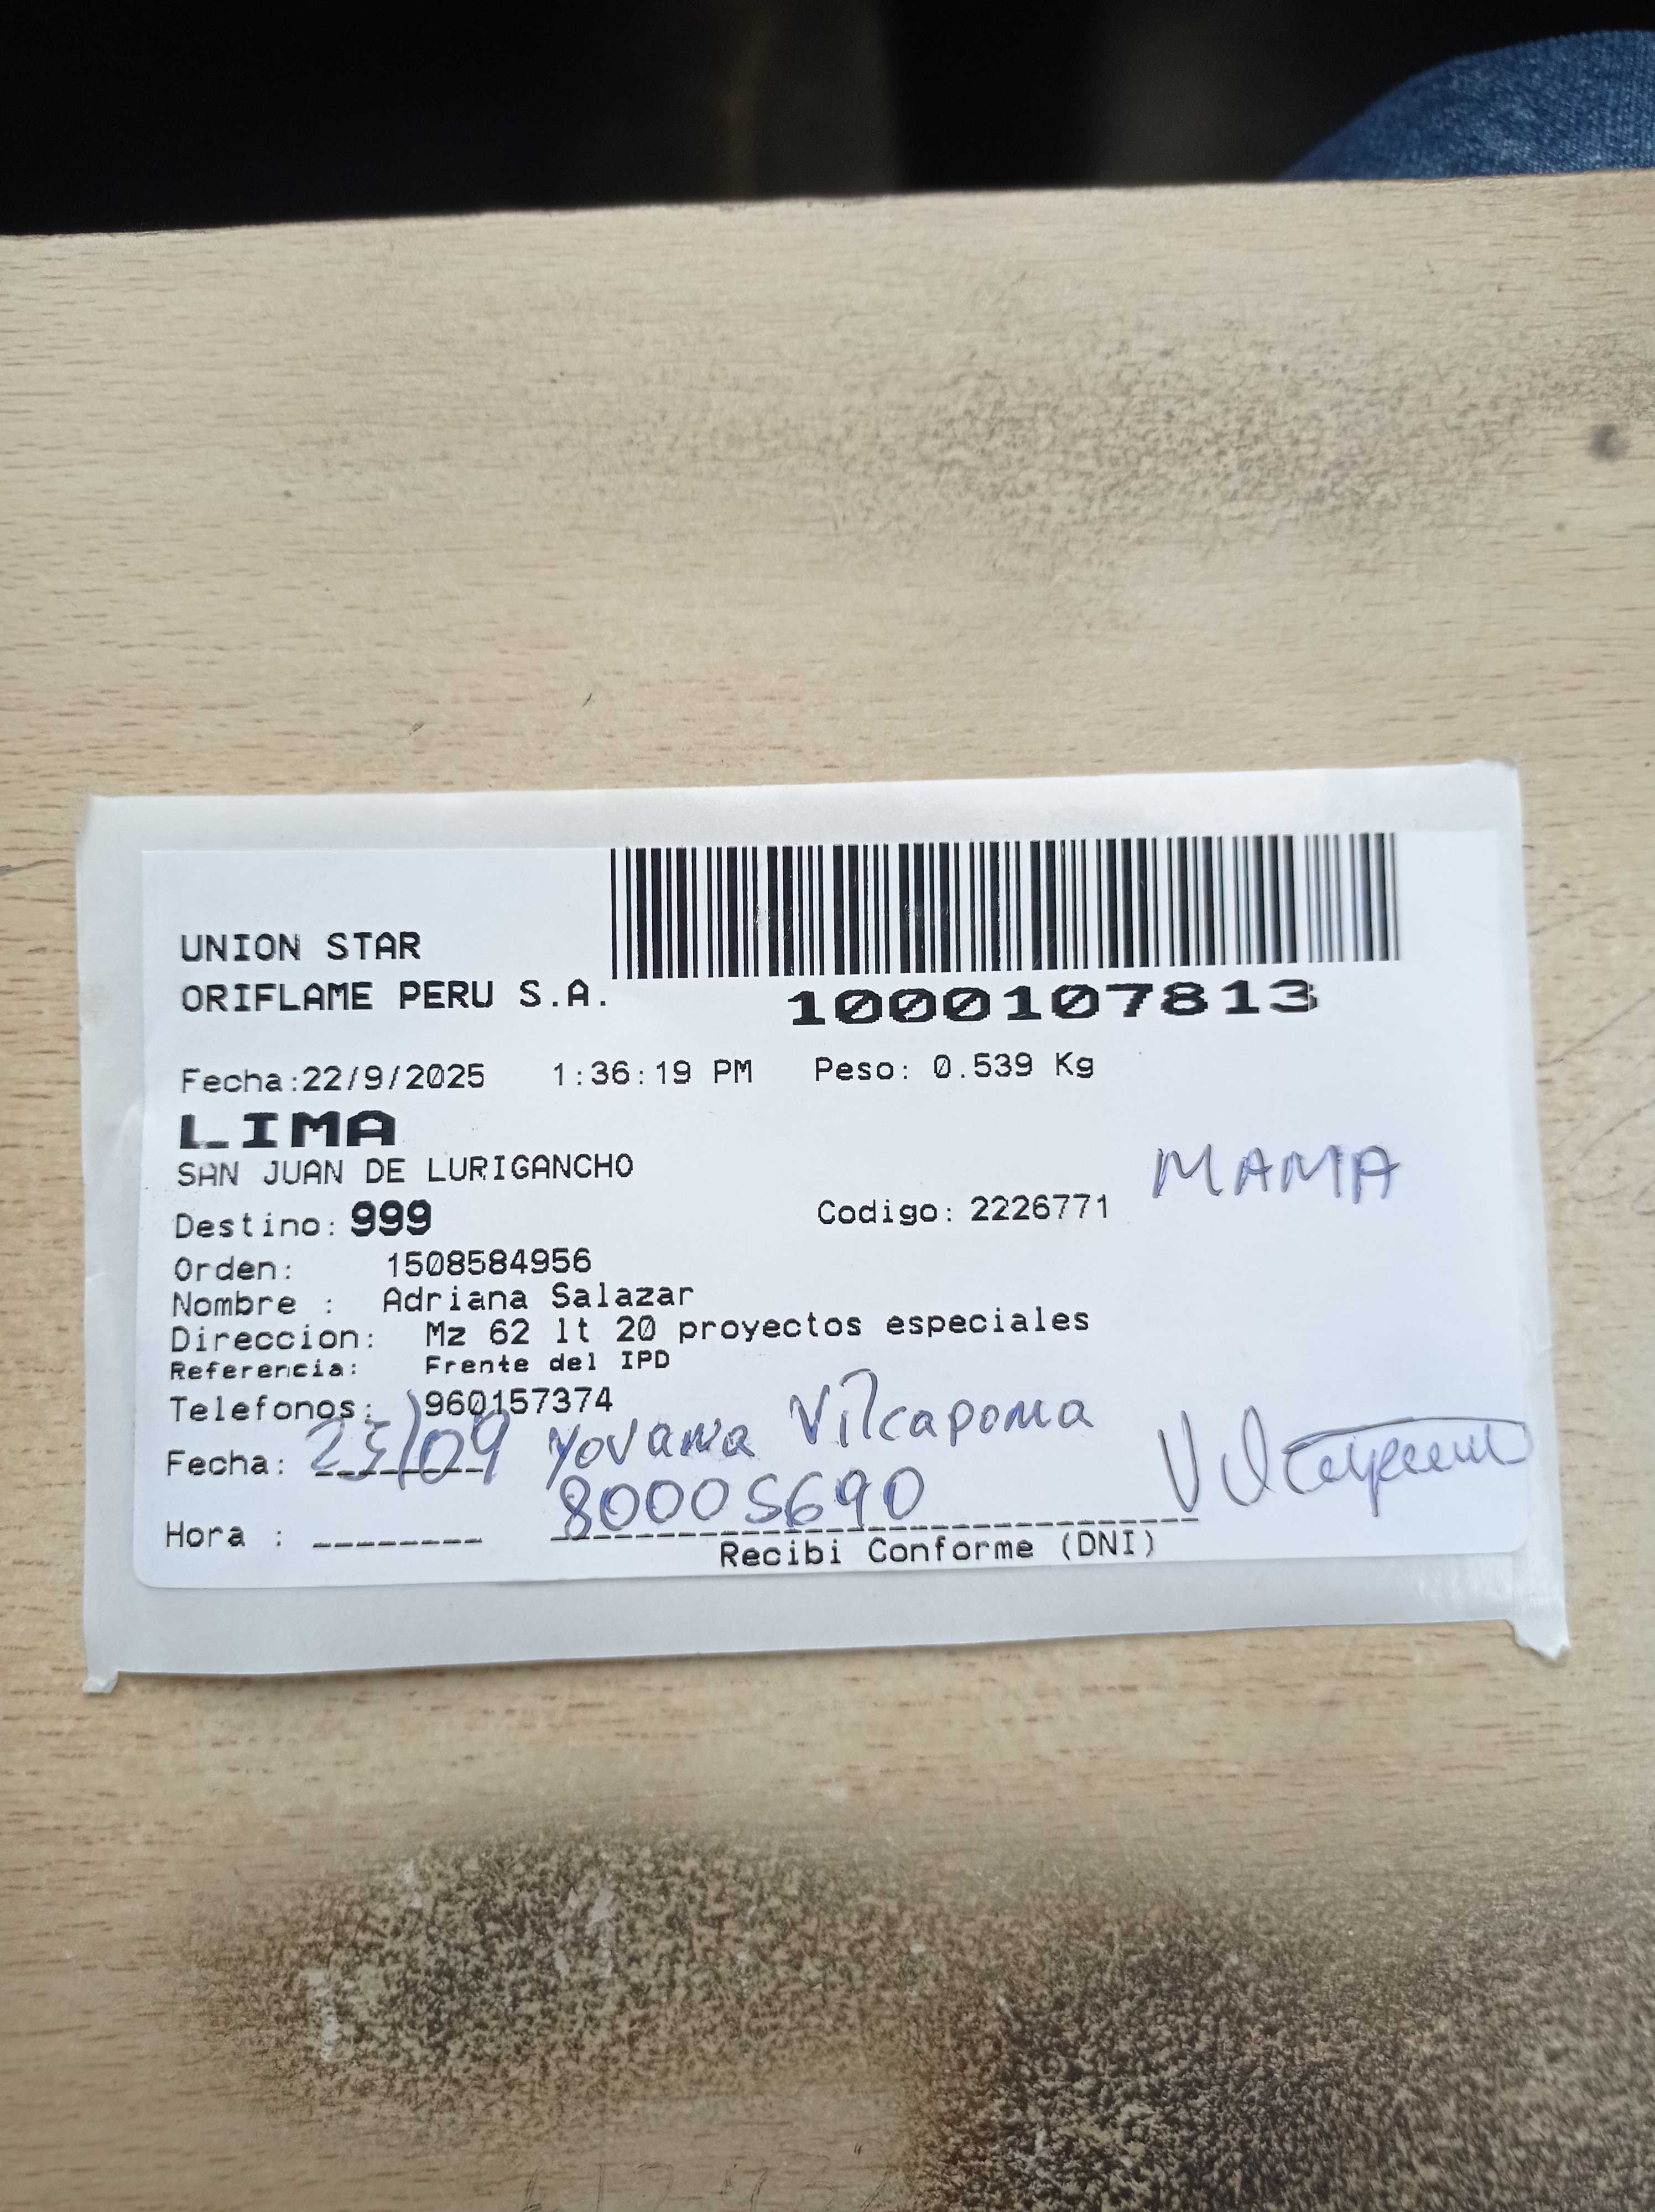 UNION STAR
ORIFLAME PERU S.A.
1000107813
Fecha:22/9/2025 1:36:19 PM Peso: 0.539 Kg
LIMA
SAN JUAN DE LURIGANCHO
MAMA
Destino: 999 Codigo: 2226771
Orden: 1508584956
Nombre : Adriana Salazar
Direccion: Mz 62 lt 20 proyectos especiales
Referencia: Frente del IPD
Telefonos: 960157374
Fecha: 25/09 Yovana Vilcapoma
80005690
Hora :
Recibi Conforme (DNI)